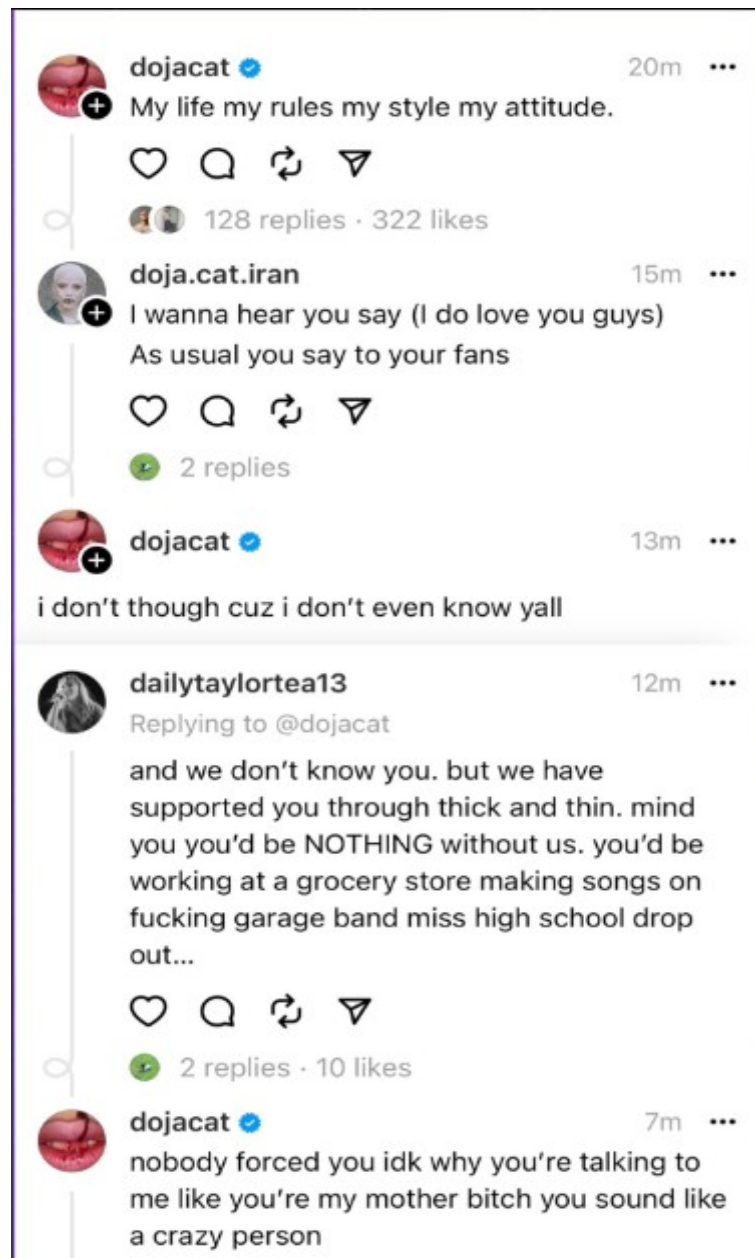 dojacat 20m
My life my rules my style my attitude.
128 replies · 322 likes
doja.cat.iran 15m
I wanna hear you say (I do love you guys)
As usual you say to your fans
2 replies
dojacat 13m
i don't though cuz i don't even know yall
dailytaylortea13 12m
Replying to @dojacat
and we don't know you. but we have
supported you through thick and thin. mind
you you'd be NOTHING without us. you'd be
working at a grocery store making songs on
fucking garage band miss high school drop
out...
2 replies · 10 likes
dojacat 7m
nobody forced you idk why you're talking to
me like you're my mother bitch you sound like
a crazy person